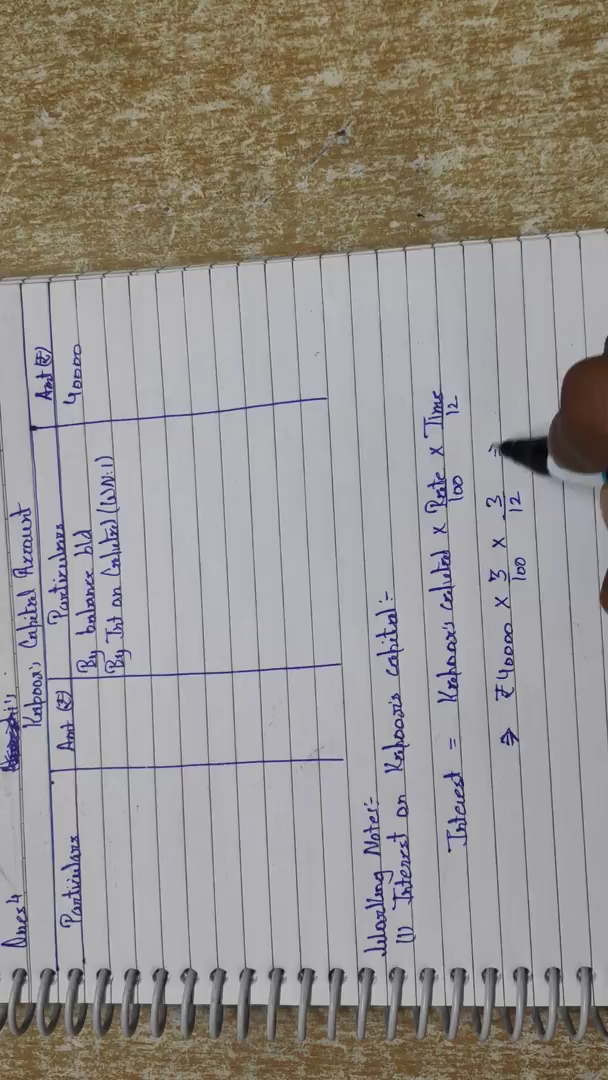 Ques 4
Kapoor's Capital Account
Particulars Amt (₹) Particulars Amt (₹)
By balance b/d 40000
By Int on Capital (W.N.1)
Working Notes:-
(1) Interest on Kapoor's capital:-
Interest = Kapoor's capital × Rate/100 × Time/12
⇒ ₹40000 × 3/100 × 3/12